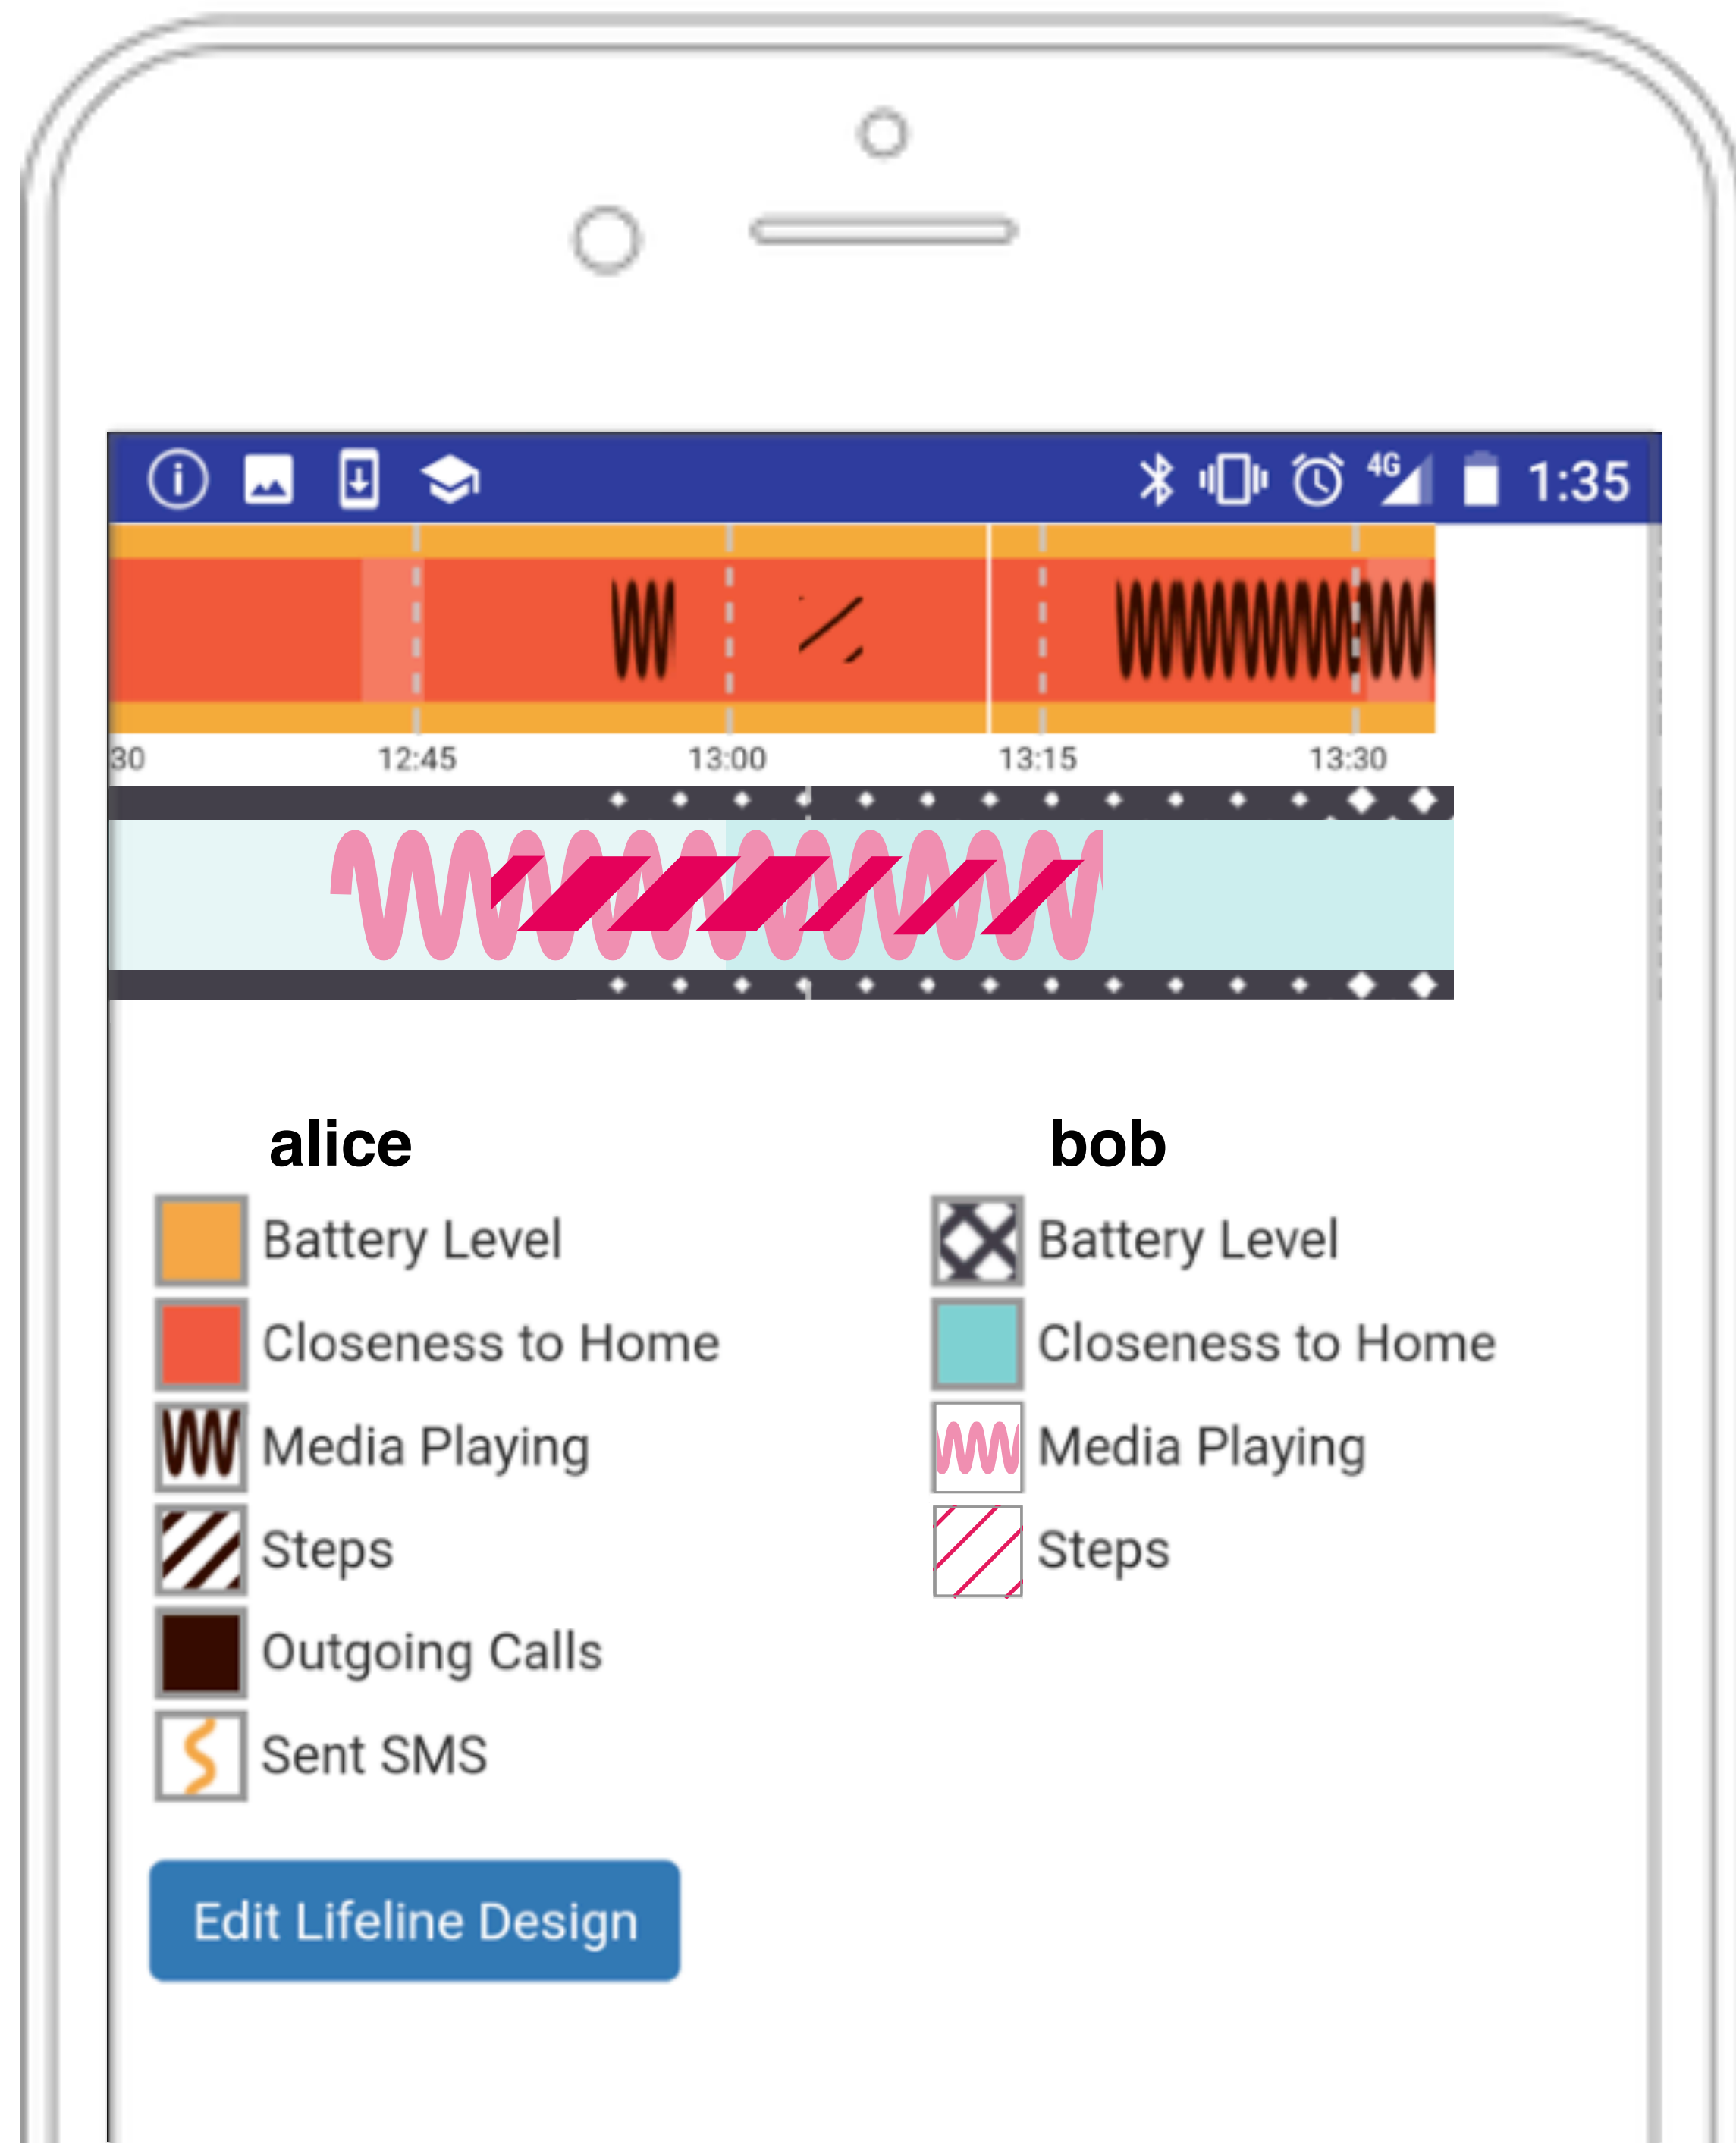 4G 1:35
30 12:45 13:00 13:15 13:30
alice bob
Battery Level Battery Level
Closeness to Home Closeness to Home
Media Playing Media Playing
Steps Steps
Outgoing Calls
Sent SMS
Edit Lifeline Design